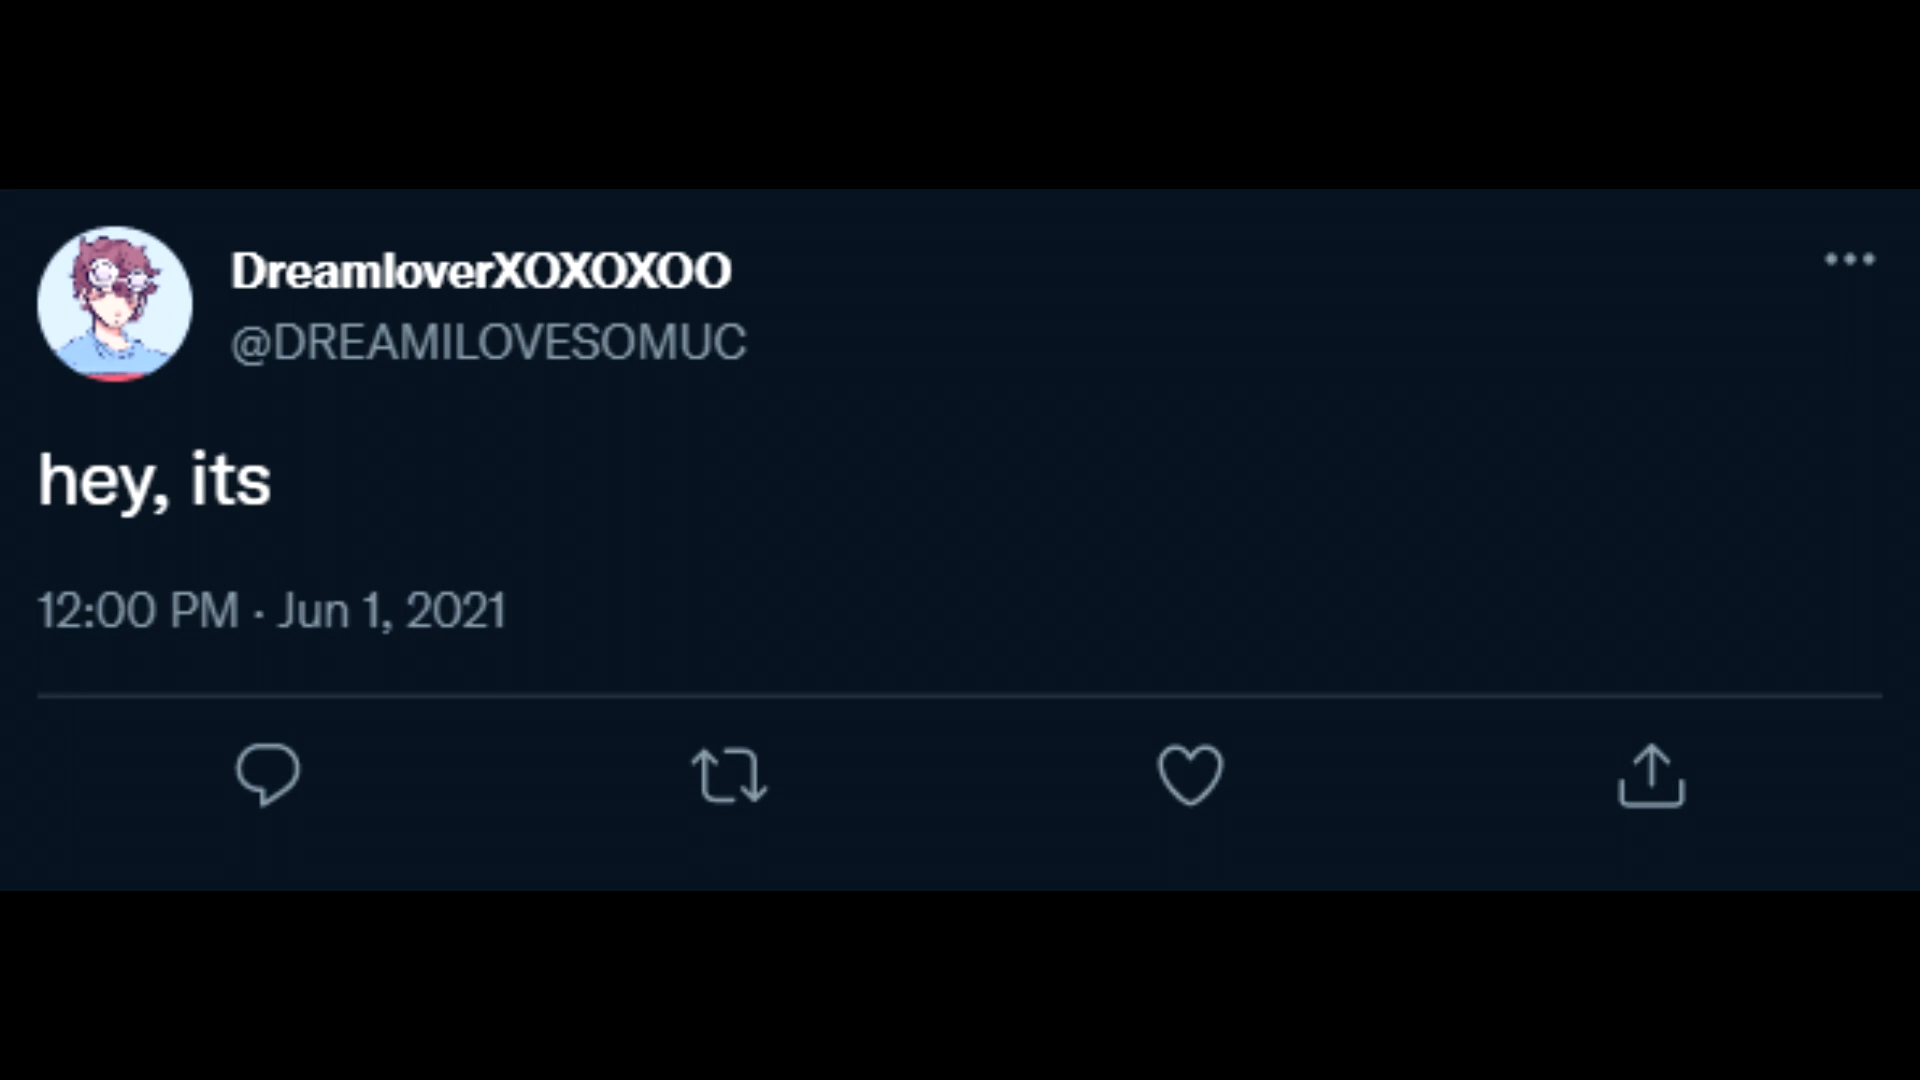 DreamloverXOXOXOO
@DREAMILOVESOMUC
hey, its
12:00 PM · Jun 1, 2021